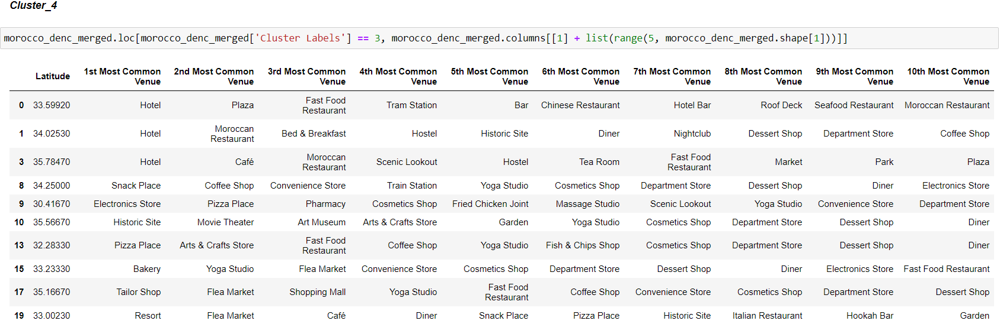 Cluster_4
morocco_denc_merged.loc[morocco_denc_merged['Cluster Labels'] == 3, morocco_denc_merged.columns[[1] + list(range(5, morocco_denc_merged.shape[1]))]]
Latitude 1st Most Common Venue 2nd Most Common Venue 3rd Most Common Venue 4th Most Common Venue 5th Most Common Venue 6th Most Common Venue 7th Most Common Venue 8th Most Common Venue 9th Most Common Venue 10th Most Common Venue
0 33.59920 Hotel Plaza Fast Food Restaurant Tram Station Bar Chinese Restaurant Hotel Bar Roof Deck Seafood Restaurant Moroccan Restaurant
1 34.02530 Hotel Moroccan Restaurant Bed & Breakfast Hostel Historic Site Diner Nightclub Dessert Shop Department Store Coffee Shop
3 35.78470 Hotel Café Moroccan Restaurant Scenic Lookout Hostel Tea Room Fast Food Restaurant Market Park Plaza
8 34.25000 Snack Place Coffee Shop Convenience Store Train Station Yoga Studio Cosmetics Shop Department Store Dessert Shop Diner Electronics Store
9 30.41670 Electronics Store Pizza Place Pharmacy Cosmetics Shop Fried Chicken Joint Massage Studio Scenic Lookout Yoga Studio Convenience Store Department Store
10 35.56670 Historic Site Movie Theater Art Museum Arts & Crafts Store Garden Yoga Studio Cosmetics Shop Department Store Dessert Shop Diner
13 32.28330 Pizza Place Arts & Crafts Store Fast Food Restaurant Coffee Shop Yoga Studio Fish & Chips Shop Cosmetics Shop Department Store Dessert Shop Diner
15 33.23330 Bakery Yoga Studio Flea Market Convenience Store Cosmetics Shop Department Store Dessert Shop Diner Electronics Store Fast Food Restaurant
17 35.16670 Tailor Shop Flea Market Shopping Mall Yoga Studio Fast Food Restaurant Coffee Shop Convenience Store Cosmetics Shop Department Store Dessert Shop
19 33.00230 Resort Flea Market Café Diner Snack Place Pizza Place Historic Site Italian Restaurant Hookah Bar Garden